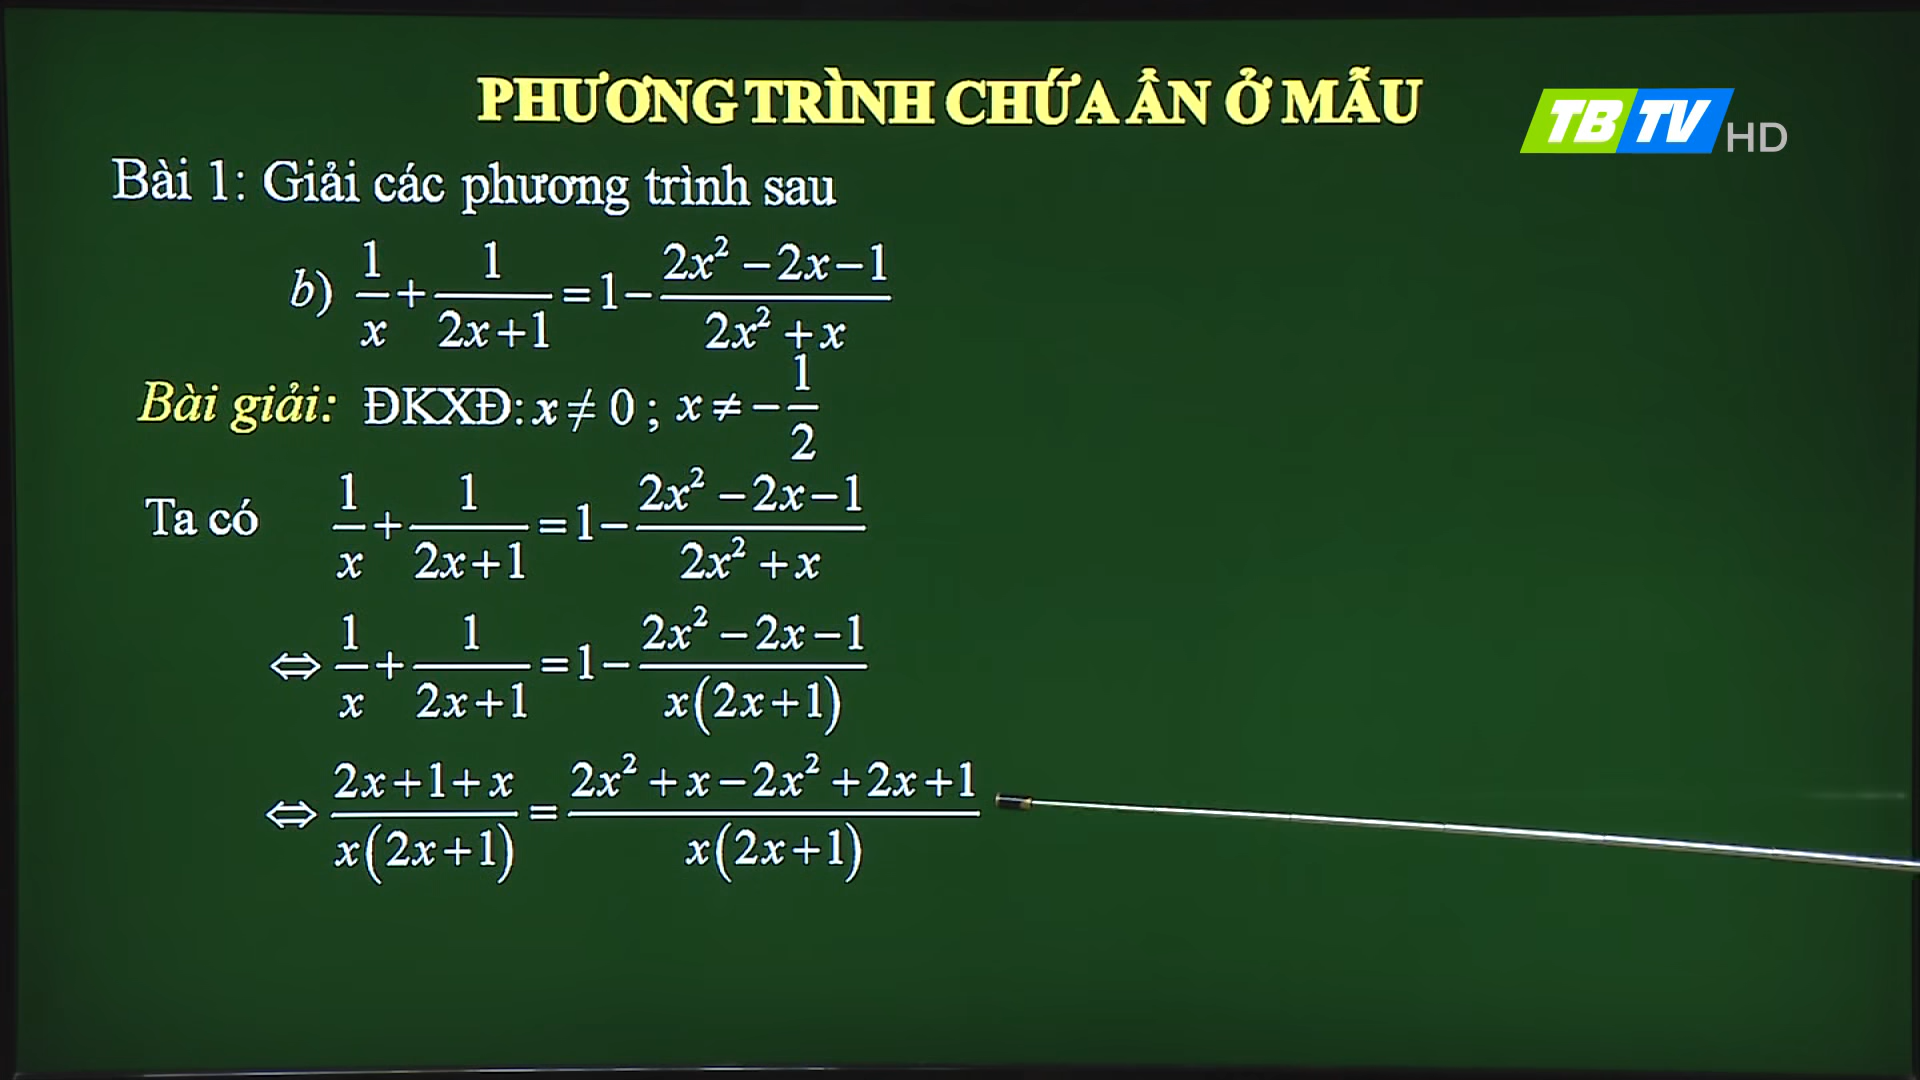 PHƯƠNG TRÌNH CHỨA ẨN Ở MẪU
TBTV HD
Bài 1: Giải các phương trình sau
b) 1/x + 1/(2x+1) = 1 − (2x² − 2x − 1)/(2x² + x)
Bài giải: ĐKXĐ: x ≠ 0 ; x ≠ −1/2
Ta có 1/x + 1/(2x+1) = 1 − (2x² − 2x − 1)/(2x² + x)
⇔ 1/x + 1/(2x+1) = 1 − (2x² − 2x − 1)/(x(2x+1))
⇔ (2x+1+x)/(x(2x+1)) = (2x² + x − 2x² + 2x + 1)/(x(2x+1))